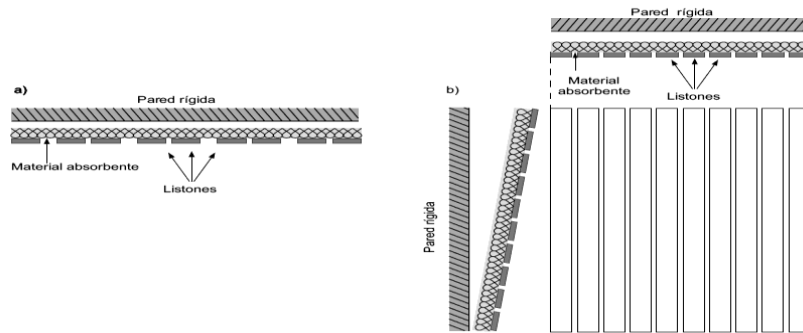 a)
Pared rígida
Material absorbente
Listones
b)
Pared rígida
Material
absorbente
Listones
Pared rígida